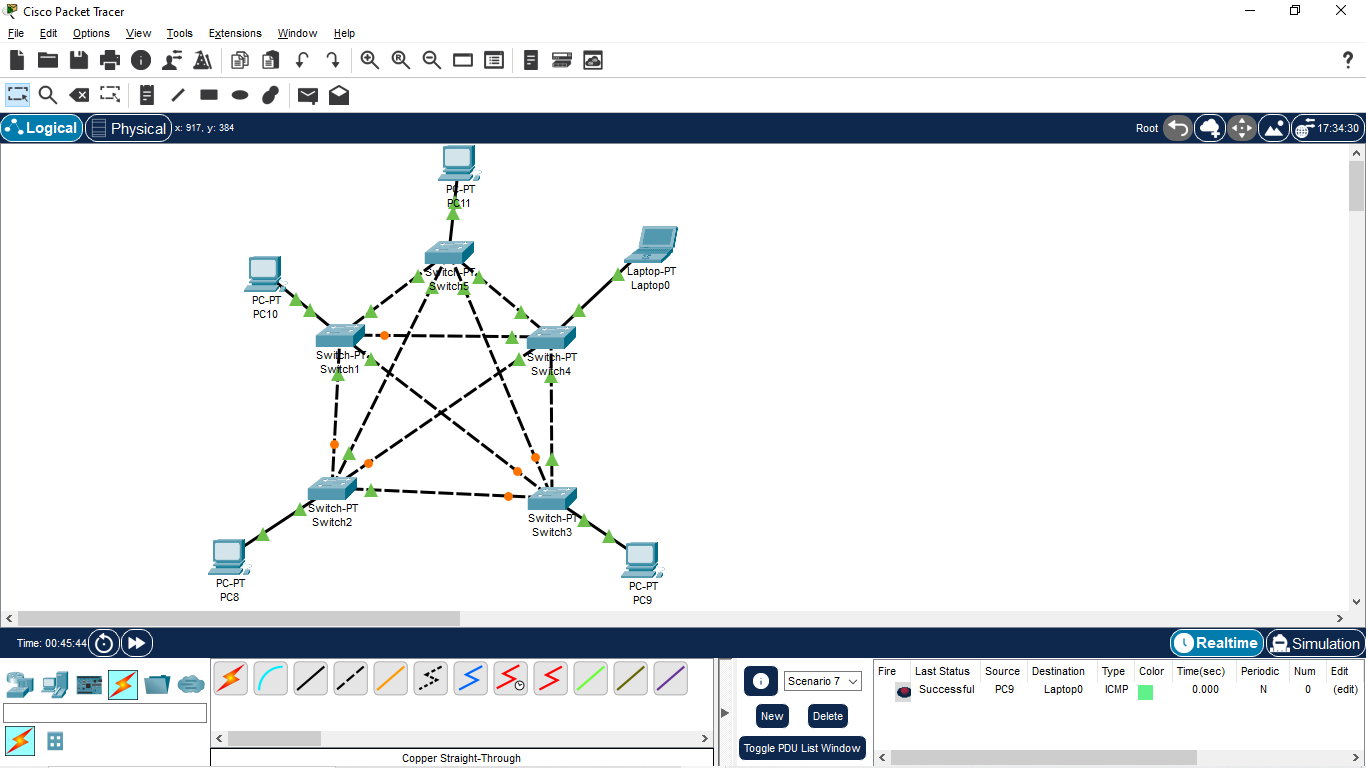 Cisco Packet Tracer
File Edit Options View Tools Extensions Window Help
Logical Physical x: 917, y: 384 Root 17:34:30
PC-PT
PC11
Switch-PT
Switch5
Laptop-PT
Laptop0
PC-PT
PC10
Switch-PT
Switch1
Switch-PT
Switch4
Switch-PT
Switch2
Switch-PT
Switch3
PC-PT
PC8
PC-PT
PC9
Time: 00:45:44 Realtime Simulation
Scenario 7
New Delete
Toggle PDU List Window
Fire Last Status Source Destination Type Color Time(sec) Periodic Num Edit
Successful PC9 Laptop0 ICMP 0.000 N 0 (edit)
Copper Straight-Through